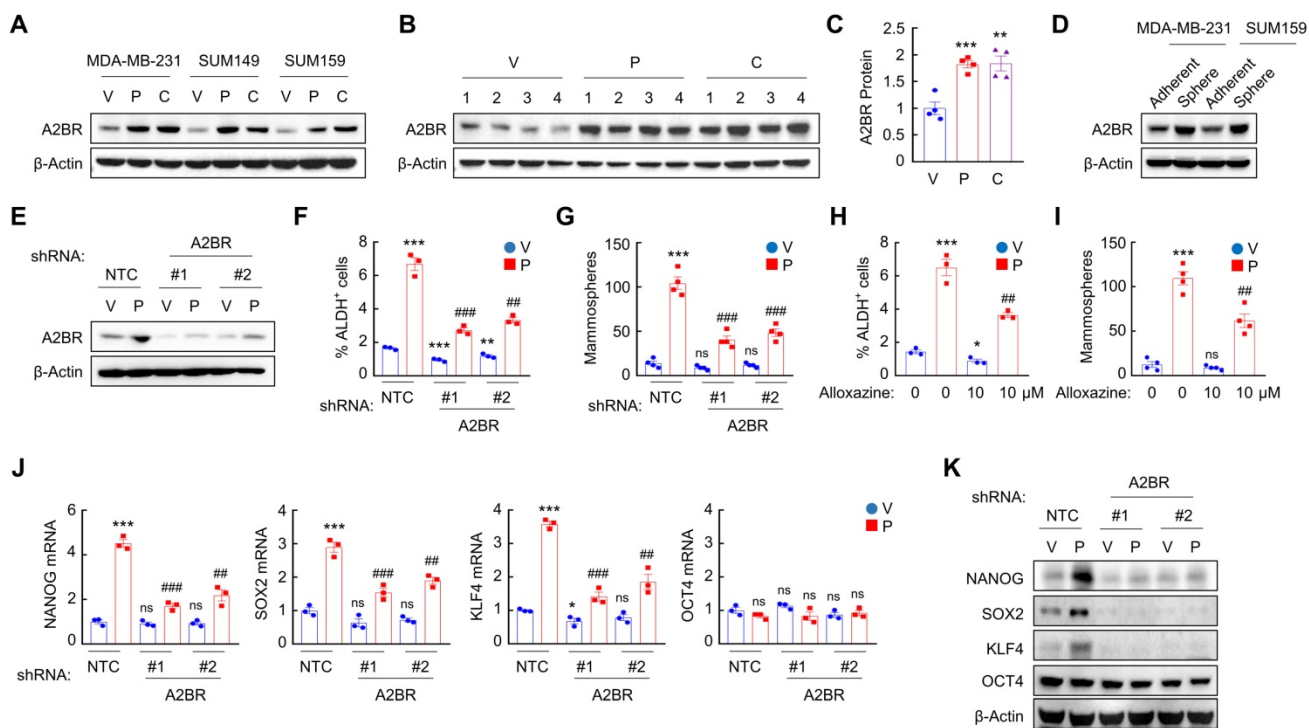 A
MDA-MB-231 SUM149 SUM159
V P C V P C V P C
A2BR
β-Actin
B
V P C
1 2 3 4 1 2 3 4 1 2 3 4
A2BR
β-Actin
C
A2BR Protein
2.5
2
1.5
1
0.5
0
*** **
V P C
D
MDA-MB-231 SUM159
Adherent Sphere Adherent Sphere
A2BR
β-Actin
E
A2BR
shRNA:
NTC #1 #2
V P V P V P
A2BR
β-Actin
F
% ALDH+ cells
8
6
4
2
0
*** *** ### ** ##
V
P
shRNA: NTC #1 #2
A2BR
G
Mammospheres
150
100
50
0
*** ns ### ns ###
V
P
shRNA: NTC #1 #2
A2BR
H
% ALDH+ cells
8
6
4
2
0
*** * ##
V
P
Alloxazine: 0 0 10 10 μM
I
Mammospheres
150
100
50
0
*** ns ##
V
P
Alloxazine: 0 0 10 10 μM
J
NANOG mRNA
6
4
2
0
*** ns ### ns ##
shRNA: NTC #1 #2
A2BR
SOX2 mRNA
4
3
2
1
0
*** ns ### ns ##
NTC #1 #2
A2BR
KLF4 mRNA
4
3
2
1
0
*** * ### ns ##
NTC #1 #2
A2BR
OCT4 mRNA
4
3
2
1
0
ns ns ns ns ns
V
P
NTC #1 #2
A2BR
K
A2BR
shRNA:
NTC #1 #2
V P V P V P
NANOG
SOX2
KLF4
OCT4
β-Actin